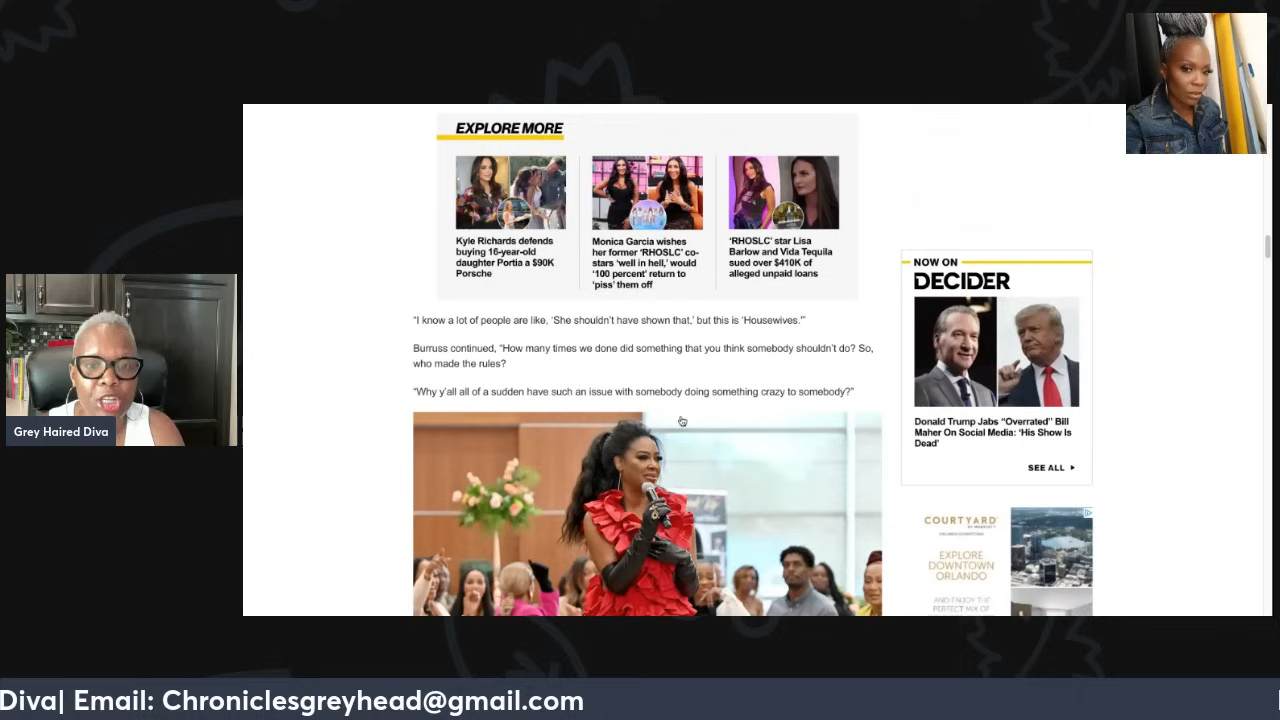 EXPLORE MORE
Kyle Richards defends
buying 16-year-old
daughter Portia a $90K
Porsche
Monica Garcia wishes
her former ‘RHOSLC’ co-
stars ‘well in hell,’ would
‘100 percent’ return to
‘piss’ them off
‘RHOSLC’ star Lisa
Barlow and Vida Tequila
sued over $410K of
alleged unpaid loans
“I know a lot of people are like, ‘She shouldn’t have shown that,’ but this is ‘Housewives.’”
Burruss continued, “How many times we done did something that you think somebody shouldn’t do? So,
who made the rules?
“Why y’all all of a sudden have such an issue with somebody doing something crazy to somebody?”
NOW ON
DECIDER
Donald Trump Jabs “Overrated” Bill
Maher On Social Media: ‘His Show Is
Dead’
SEE ALL
COURTYARD
EXPLORE
DOWNTOWN
ORLANDO
AND ENJOY THE
PERFECT MIX OF
Grey Haired Diva
Diva| Email: Chroniclesgreyhead@gmail.com